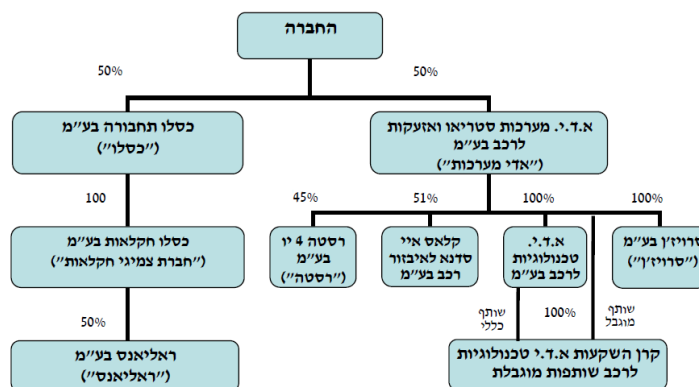 החברה
50%
50%
כסלו תחבורה בע"מ
("כסלו")
א.ד.י. מערכות סטריאו ואזעקות
לרכב בע"מ
("אדי מערכות")
100
45%
51%
100%
100%
כסלו חקלאות בע"מ
("חברת צמיגי חקלאות")
רסטה 4 יו
בע"מ
("רסטה")
קלאס איי
סדנא לאיבזור
רכב בע"מ
א.ד.י.
טכנולוגיות
לרכב בע"מ
סרויז'ן בע"מ
("סרויז'ן")
50%
שותף
כללי
100%
שותף
מוגבל
ראליאנס בע"מ
("ראליאנס")
קרן השקעות א.ד.י טכנולוגיות
לרכב שותפות מוגבלת